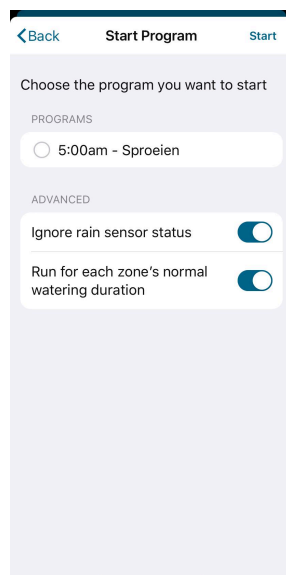 Back
Start Program
Start
Choose the program you want to start
PROGRAMS
5:00am - Sproeien
ADVANCED
Ignore rain sensor status
Run for each zone's normal
watering duration